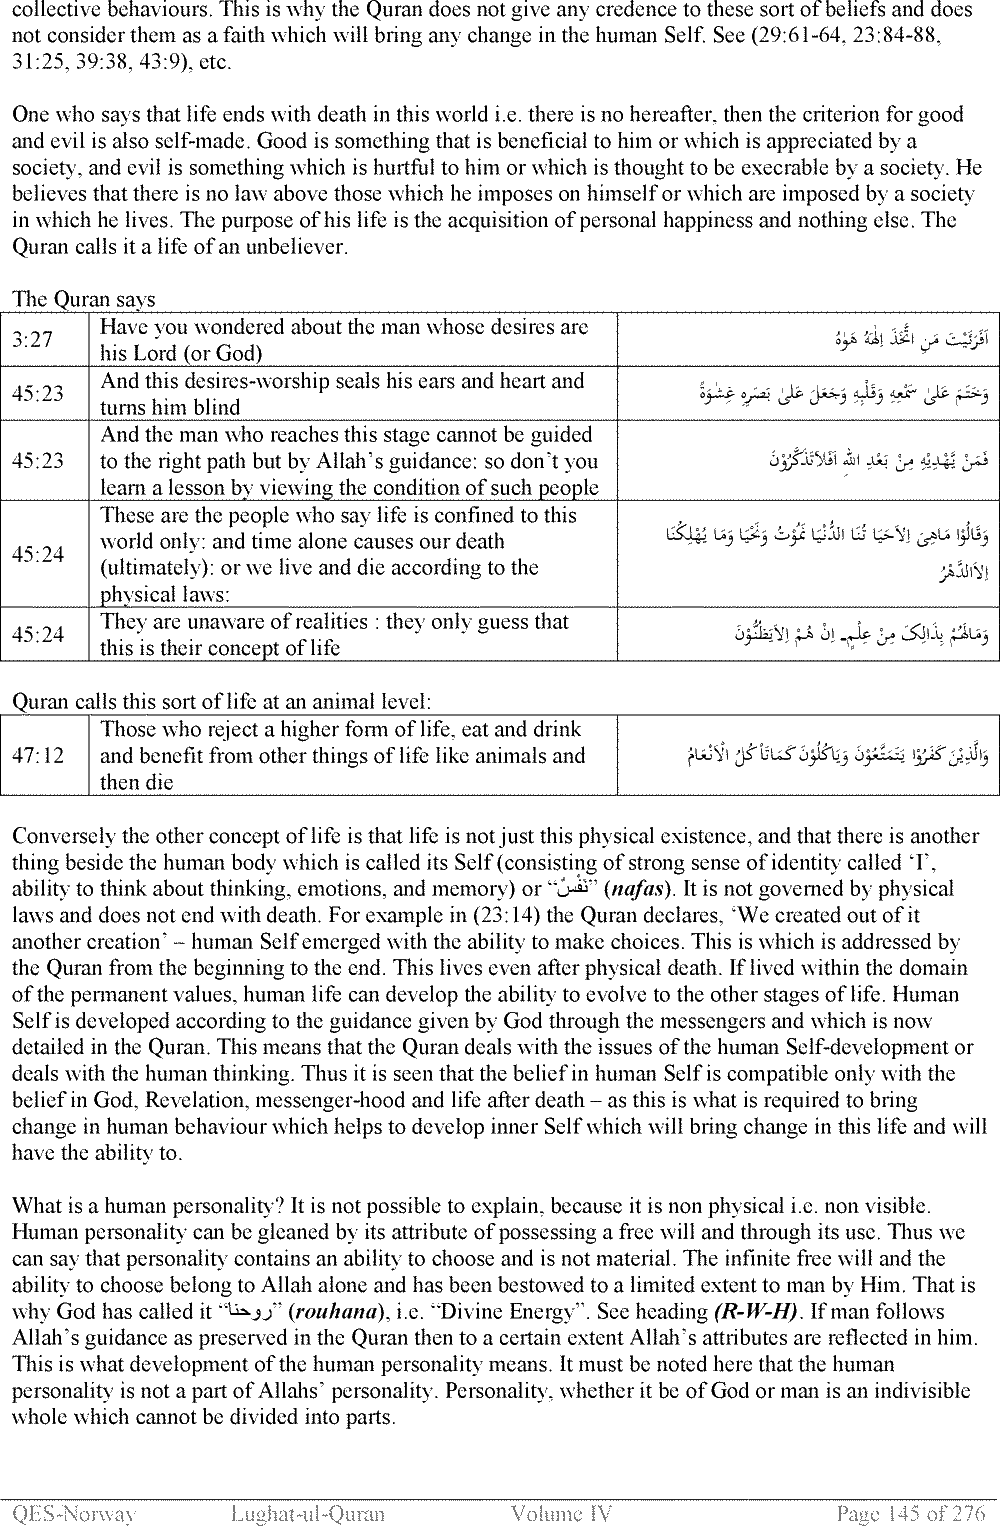 collective behaviours. This is why the Quran does not give any credence to these sort of beliefs and does
not consider them as a faith which will bring any change in the human Self. See (29:61-64, 23:84-88,
31:25, 39:38, 43:9), etc.
One who says that life ends with death in this world i.e. there is no hereafter, then the criterion for good
and evil is also self-made. Good is something that is beneficial to him or which is appreciated by a
society, and evil is something which is hurtful to him or which is thought to be execrable by a society. He
believes that there is no law above those which he imposes on himself or which are imposed by a society
in which he lives. The purpose of his life is the acquisition of personal happiness and nothing else. The
Quran calls it a life of an unbeliever.
The Quran says
3:27 Have you wondered about the man whose desires are
his Lord (or God)
اَفَرَئَيْتَ مَنِ اتَّخَذَ اِلٰهَهُ هَوٰهُ
45:23 And this desires-worship seals his ears and heart and
turns him blind
وَخَتَمَ عَلىٰ سَمْعِهِ وَقَلْبِهِ وَجَعَلَ عَلىٰ بَصَرِهِ غِشٰوَةً
45:23 And the man who reaches this stage cannot be guided
to the right path but by Allah’s guidance: so don’t you
learn a lesson by viewing the condition of such people
فَمَنْ يَّهْدِيْهِ مِنْ بَعْدِ اللهِ اَفَلاَتَذَكَّرُوْنَ
45:24 These are the people who say life is confined to this
world only: and time alone causes our death
(ultimately): or we live and die according to the
physical laws:
وَقَالُوْا مَاهِىَ اِلاَحَيَا تُنَا الدُّنْيَا نَمُوْتُ وَنَحْيَا وَمَا يُهْلِكُنَا
اِلاَالدَّهْرُ
45:24 They are unaware of realities : they only guess that
this is their concept of life
وَمَالَهُمْ بِذَالِکَ مِنْ عِلْمٍ۔ اِنْ هُمْ اِلاَيَظُنُّوْنَ
Quran calls this sort of life at an animal level:
47:12 Those who reject a higher form of life, eat and drink
and benefit from other things of life like animals and
then die
وَالَّذِيْنَ كَفَرُوْا يَتَمَتَّعُوْنَ وَيَاكُلُوْنَ كَمَاتَاْ كُلُ الْاَنْعَامُ
Conversely the other concept of life is that life is not just this physical existence, and that there is another
thing beside the human body which is called its Self (consisting of strong sense of identity called ‘I’,
ability to think about thinking, emotions, and memory) or “نَفْسٌ” (nafas). It is not governed by physical
laws and does not end with death. For example in (23:14) the Quran declares, ‘We created out of it
another creation’ – human Self emerged with the ability to make choices. This is which is addressed by
the Quran from the beginning to the end. This lives even after physical death. If lived within the domain
of the permanent values, human life can develop the ability to evolve to the other stages of life. Human
Self is developed according to the guidance given by God through the messengers and which is now
detailed in the Quran. This means that the Quran deals with the issues of the human Self-development or
deals with the human thinking. Thus it is seen that the belief in human Self is compatible only with the
belief in God, Revelation, messenger-hood and life after death – as this is what is required to bring
change in human behaviour which helps to develop inner Self which will bring change in this life and will
have the ability to.
What is a human personality? It is not possible to explain, because it is non physical i.e. non visible.
Human personality can be gleaned by its attribute of possessing a free will and through its use. Thus we
can say that personality contains an ability to choose and is not material. The infinite free will and the
ability to choose belong to Allah alone and has been bestowed to a limited extent to man by Him. That is
why God has called it “روحنا” (rouhana), i.e. “Divine Energy”. See heading (R-W-H). If man follows
Allah’s guidance as preserved in the Quran then to a certain extent Allah’s attributes are reflected in him.
This is what development of the human personality means. It must be noted here that the human
personality is not a part of Allahs’ personality. Personality, whether it be of God or man is an indivisible
whole which cannot be divided into parts.
QES-Norway Lughat-ul-Quran Volume IV Page 145 of 276